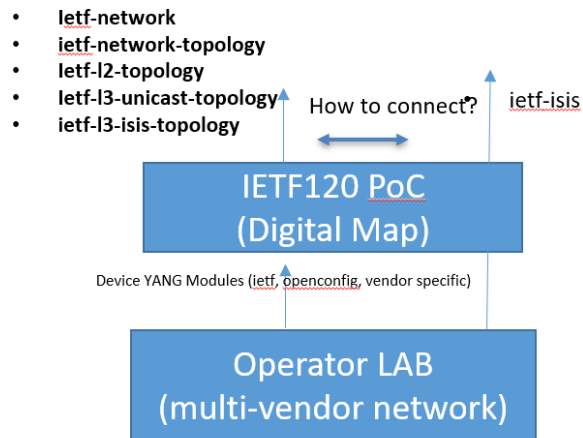 • Ietf-network
• ietf-network-topology
• Ietf-l2-topology
• Ietf-l3-unicast-topology
• ietf-l3-isis-topology
How to connect?
ietf-isis
IETF120 PoC
(Digital Map)
Device YANG Modules (ietf, openconfig, vendor specific)
Operator LAB
(multi-vendor network)